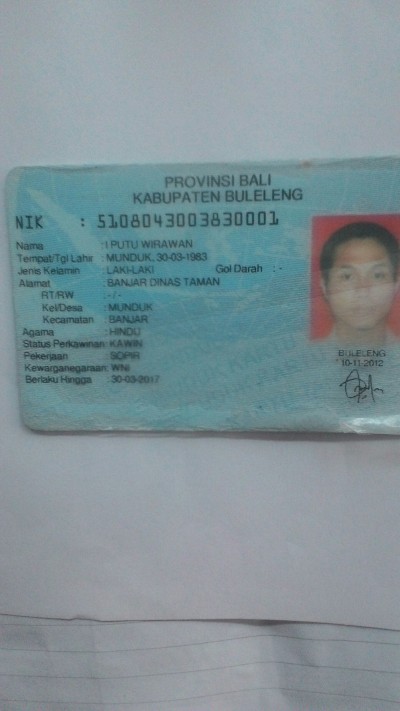 PROVINSI BALI
KABUPATEN BULELENG
NIK : 5108043003830001
Nama : I PUTU WIRAWAN
Tempat/Tgl Lahir : MUNDUK, 30-03-1983
Jenis Kelamin : LAKI-LAKI Gol Darah : -
Alamat : BANJAR DINAS TAMAN
RT/RW : - / -
Kel/Desa : MUNDUK
Kecamatan : BANJAR
Agama : HINDU
Status Perkawinan: KAWIN
Pekerjaan : SOPIR
Kewarganegaraan: WNI
Berlaku Hingga : 30-03-2017
BULELENG
10-11-2012